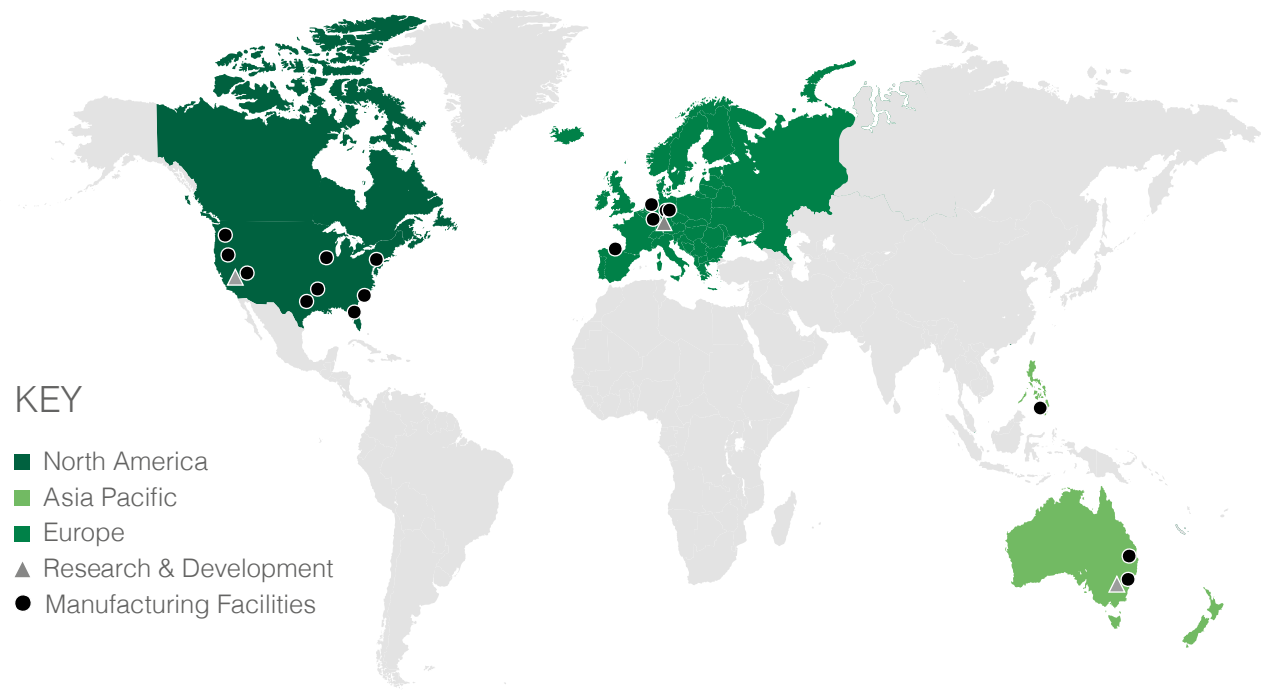 KEY
North America
Asia Pacific
Europe
Research & Development
Manufacturing Facilities